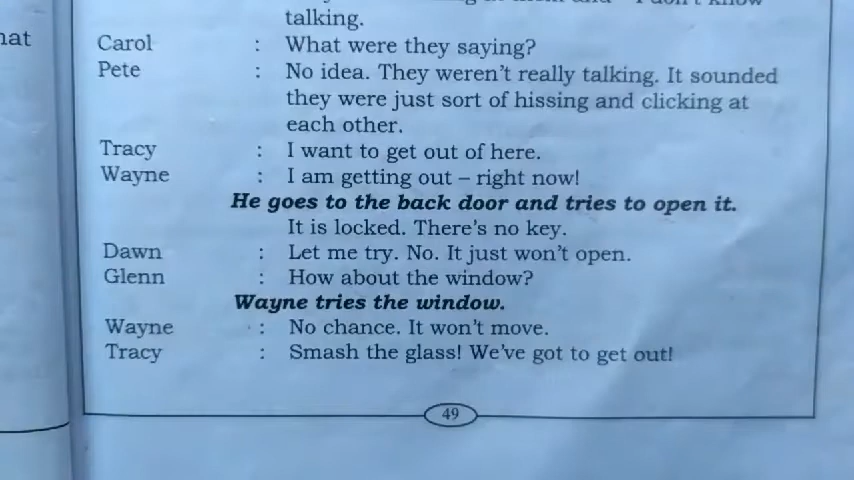 talking.
hat
Carol : What were they saying?
Pete : No idea. They weren't really talking. It sounded
they were just sort of hissing and clicking at
each other.
Tracy : I want to get out of here.
Wayne : I am getting out – right now!
He goes to the back door and tries to open it.
It is locked. There's no key.
Dawn : Let me try. No. It just won't open.
Glenn : How about the window?
Wayne tries the window.
Wayne : No chance. It won't move.
Tracy : Smash the glass! We've got to get out!
49